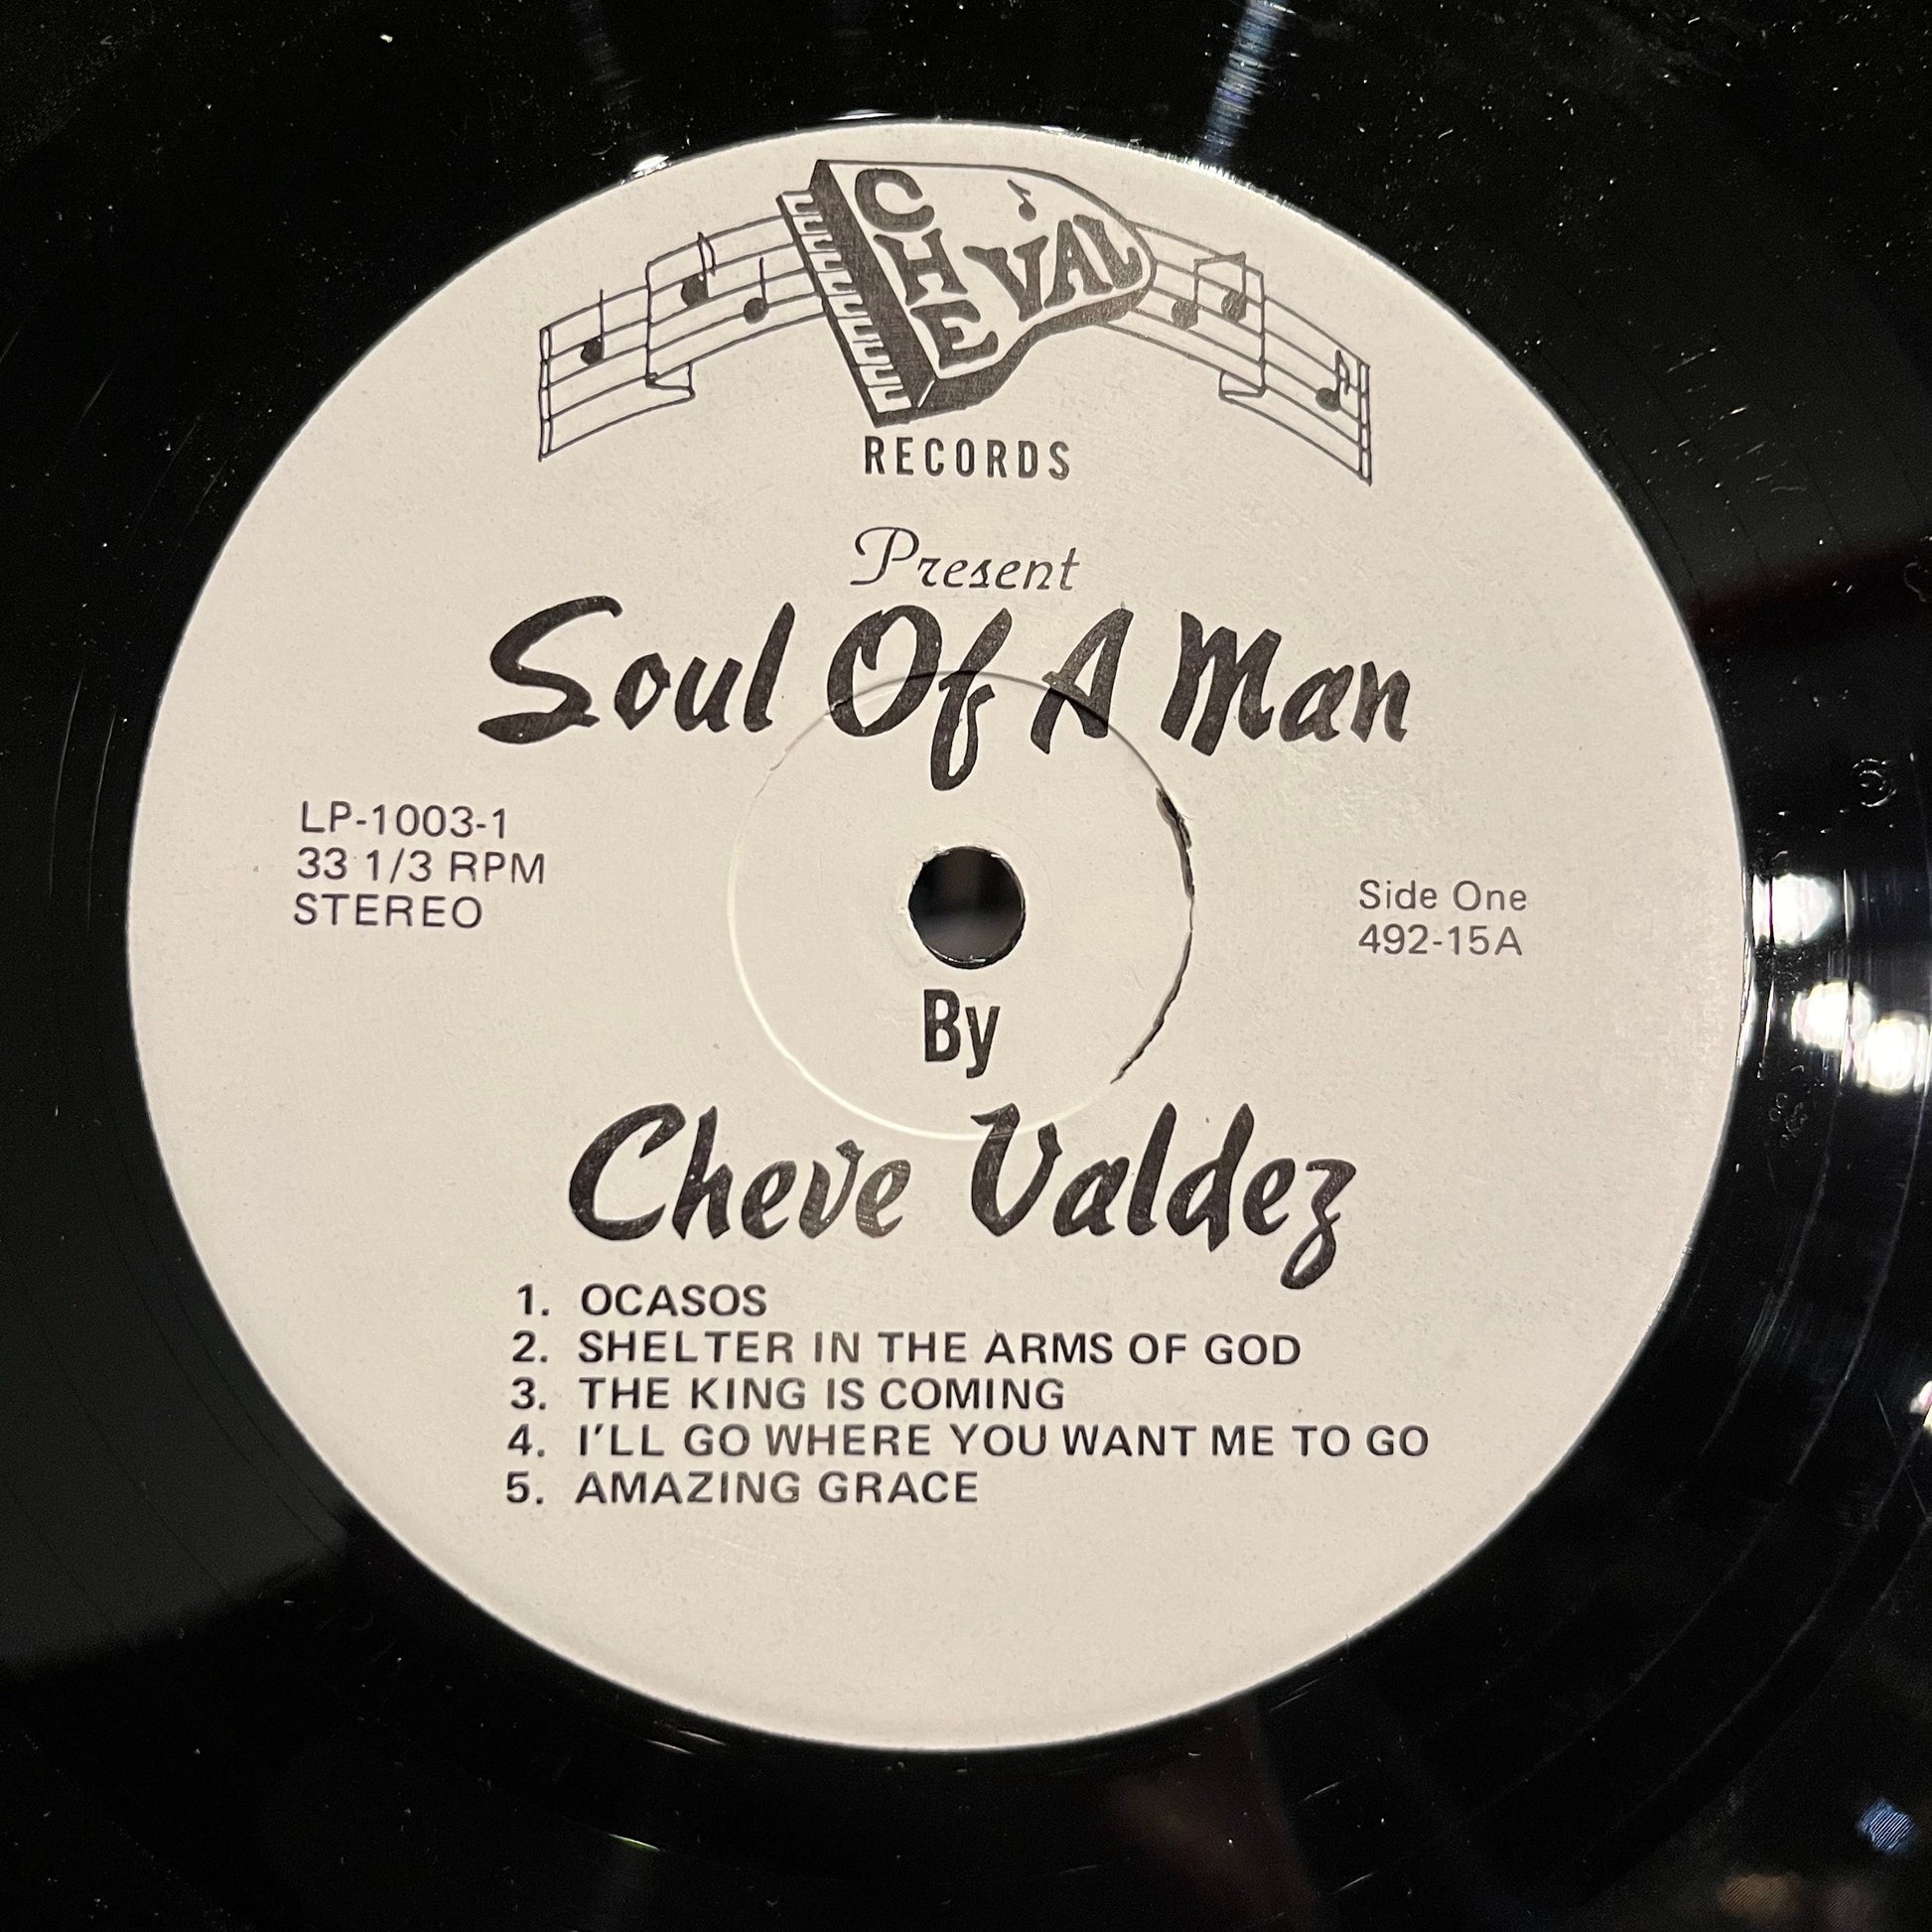 CHEVAL
RECORDS
Present
Soul Of A Man
LP-1003-1
33 1/3 RPM
STEREO
Side One
492-15A
By
Cheve Valdez
1. OCASOS
2. SHELTER IN THE ARMS OF GOD
3. THE KING IS COMING
4. I'LL GO WHERE YOU WANT ME TO GO
5. AMAZING GRACE